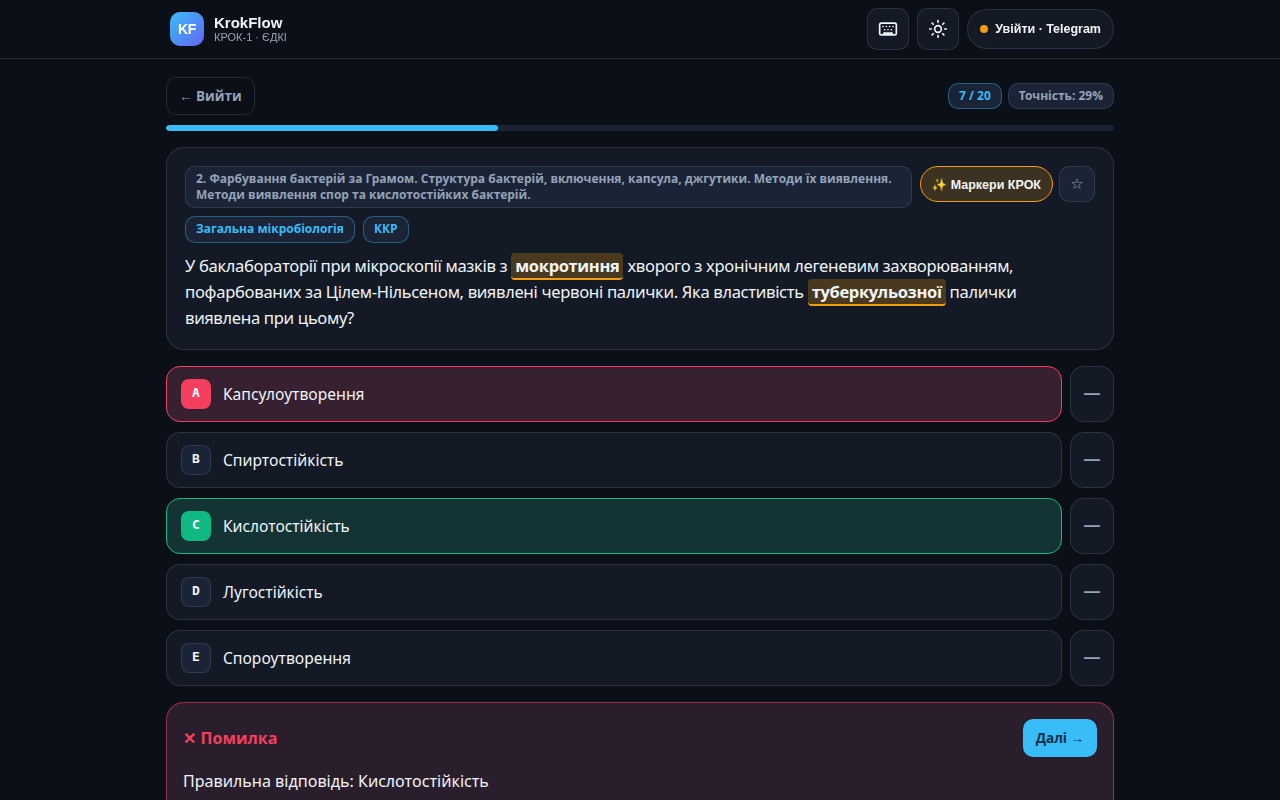 KF
KrokFlow
КРОК-1 · ЄДКІ
Увійти · Telegram
← Вийти
7 / 20
Точність: 29%
2. Фарбування бактерій за Грамом. Структура бактерій, включення, капсула, джгутики. Методи їх виявлення.
Методи виявлення спор та кислотостійких бактерій.
✨ Маркери КРОК
☆
Загальна мікробіологія
ККР
У баклабораторії при мікроскопії мазків з мокротиння хворого з хронічним легеневим захворюванням,
пофарбованих за Цілем-Нільсеном, виявлені червоні палички. Яка властивість туберкульозної палички
виявлена при цьому?
A Капсулоутворення —
B Спиртостійкість —
C Кислотостійкість —
D Лугостійкість —
E Спороутворення —
✕ Помилка
Далі →
Правильна відповідь: Кислотостійкість